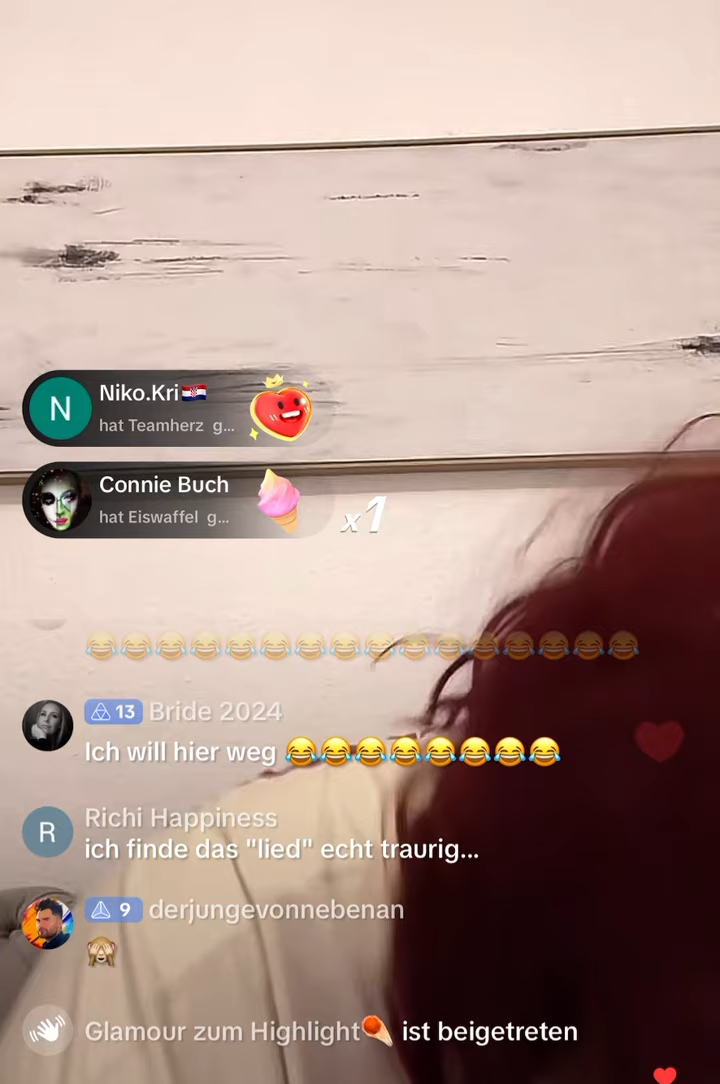 N
Niko.Kri🇭🇷
hat Teamherz g...
Connie Buch
hat Eiswaffel g...
x1
😂😂😂😂😂😂😂😂😂😂😂😂😂😂😂😂
13 Bride 2024
Ich will hier weg 😂😂😂😂😂😂😂😂
R
Richi Happiness
ich finde das "lied" echt traurig...
9 derjungevonnebenan
🙈
Glamour zum Highlight☄️ ist beigetreten